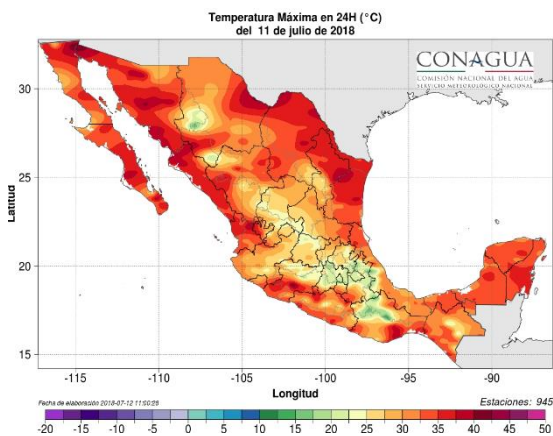 Temperatura Máxima en 24H (°C)
del 11 de julio de 2018
CONAGUA
COMISIÓN NACIONAL DEL AGUA
SERVICIO METEOROLÓGICO NACIONAL
30
25
20
15
Latitud
-115 -110 -105 -100 -95 -90
Longitud
Fecha de elaboración 2018-07-12 11:50:26
Estaciones: 945
-20 -15 -10 -5 0 5 10 15 20 25 30 35 40 45 50